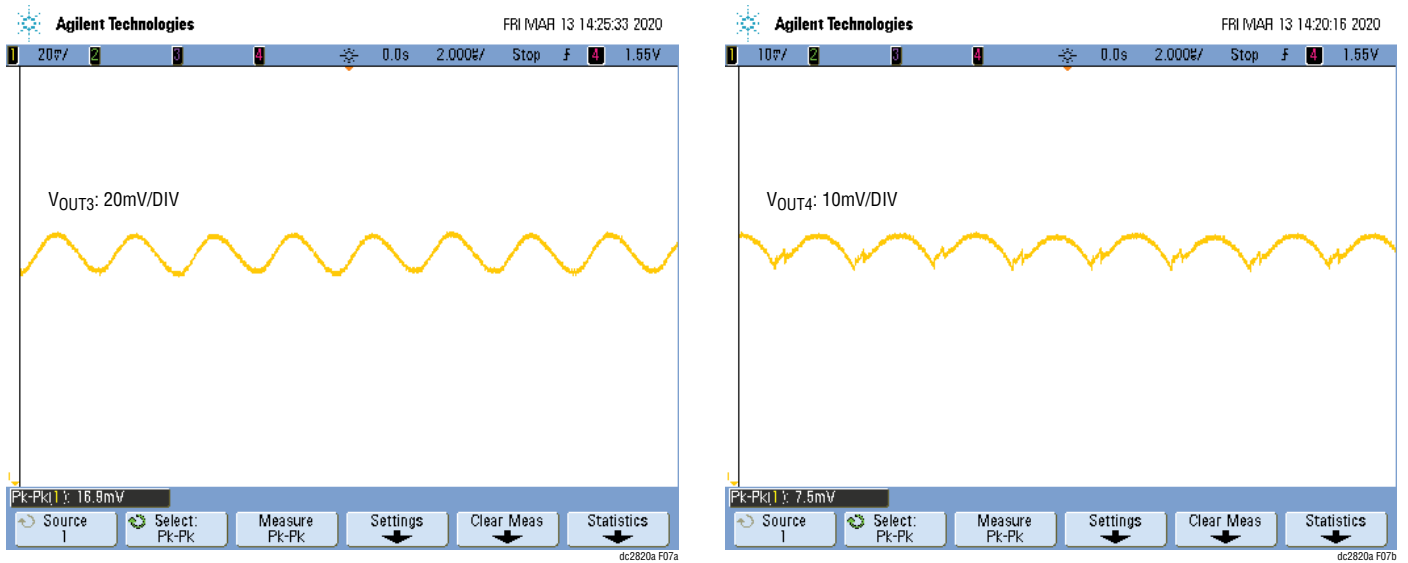 Agilent Technologies FRI MAR 13 14:25:33 2020
1 20mV/ 2 3 4 0.0s 2.000µs/ Stop 4 1.55V
VOUT3: 20mV/DIV
Pk-Pk(1): 16.9mV
Source 1 Select: Pk-Pk Measure Pk-Pk Settings Clear Meas Statistics
dc2820a F07a
Agilent Technologies FRI MAR 13 14:20:16 2020
1 10mV/ 2 3 4 0.0s 2.000µs/ Stop 4 1.55V
VOUT4: 10mV/DIV
Pk-Pk(1): 7.5mV
Source 1 Select: Pk-Pk Measure Pk-Pk Settings Clear Meas Statistics
dc2820a F07b